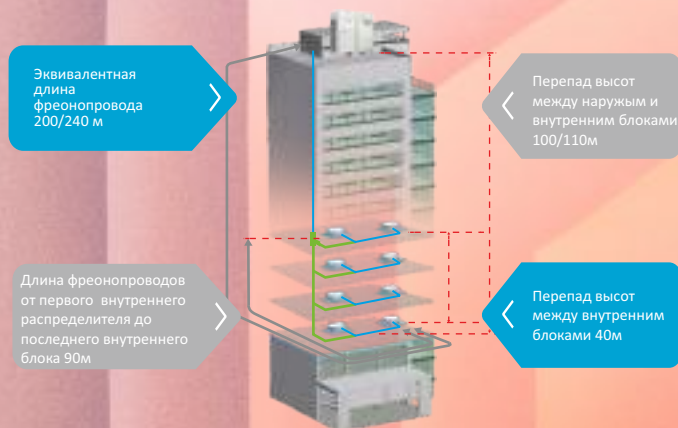 Эквивалентная
длина
фреонопровода
200/240 м
Перепад высот
между наружым и
внутренним блоками
100/110м
Длина фреонопроводов
от первого внутреннего
распределителя до
последнего внутреннего
блока 90м
Перепад высот
между внутренним
блоками 40м